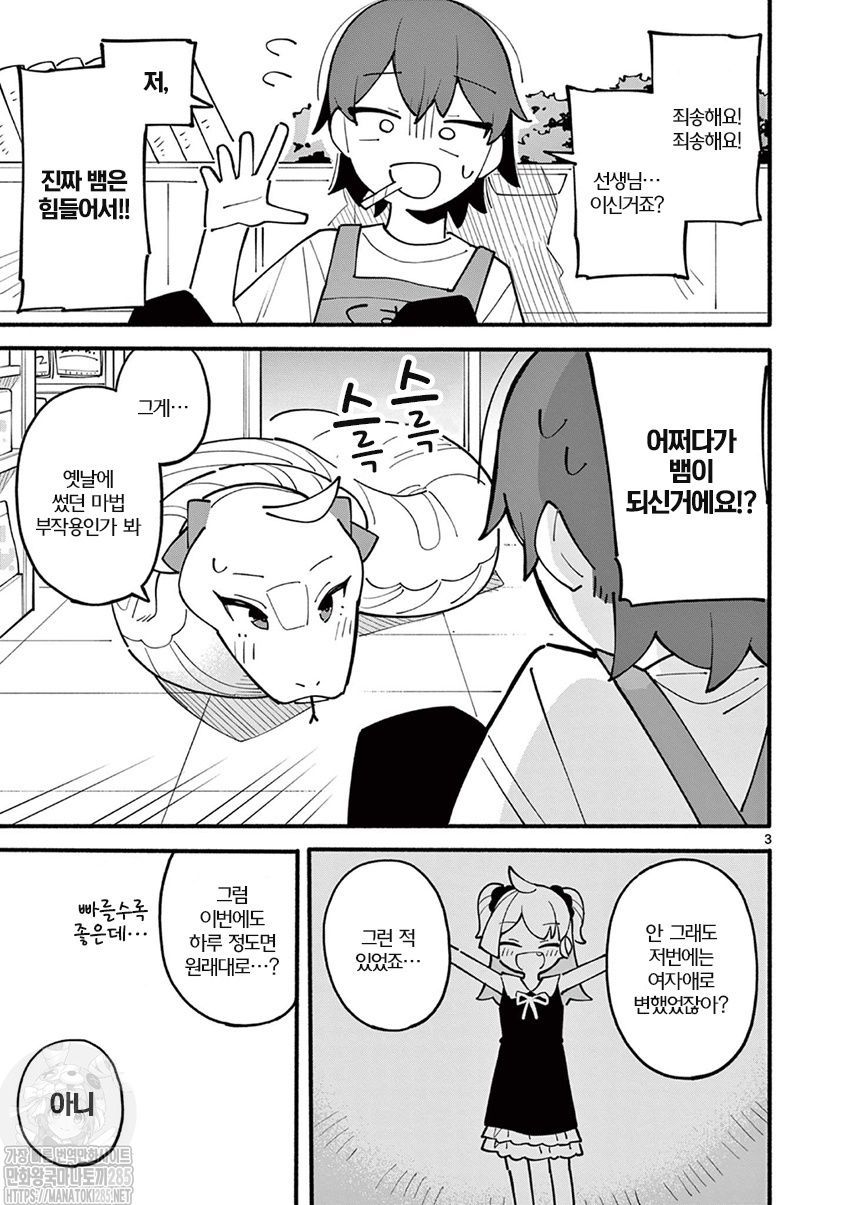 죄송해요!
죄송해요!
선생님…
이신거죠?
저,
진짜 뱀은
힘들어서!!
어쩌다가
뱀이
되신거에요!?
스윽
스윽
그게…
옛날에
썼던 마법
부작용인가 봐
3
안 그래도
저번에는
여자애로
변했었잖아?
그런 적
있었죠…
그럼
이번에도
하루 정도면
원래대로…?
빠를수록
좋은데…
아니
가장 빠른 번역만화사이트
만화왕국마나토끼285
HTTPS://MANATOKI285.NET